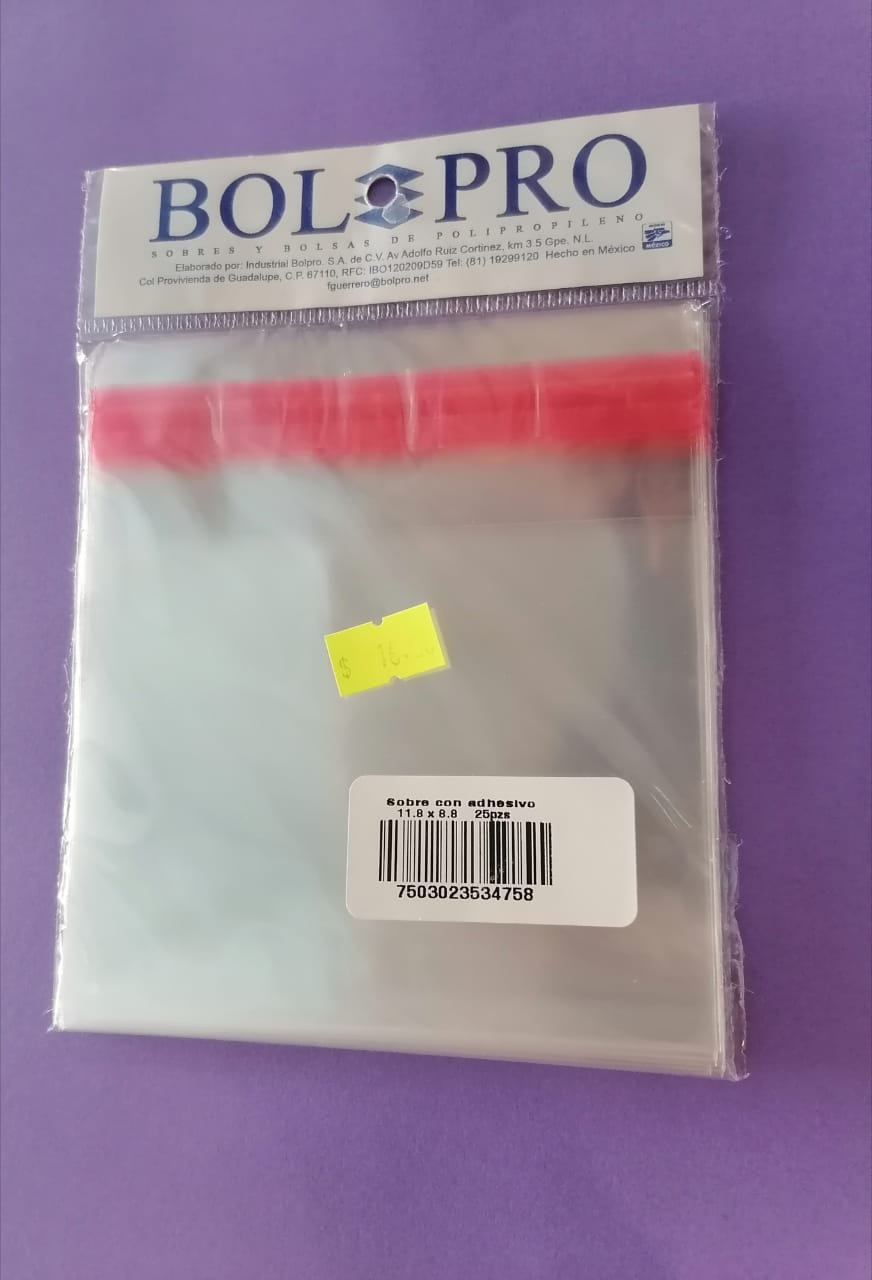 BOL PRO
SOBRES Y BOLSAS DE POLIPROPILENO
Elaborado por: Industrial Bolpro. S.A. de C.V. Av Adolfo Ruiz Cortinez, km 3.5 Gpe. N.L.
Col Provivienda de Guadalupe, C.P. 67110, RFC: IBO120209D59 Tel: (81) 19299120 Hecho en México
fguerrero@bolpro.net
MÉXICO
$
Sobre con adhesivo
11.8 x 8.8 25pzs
7503023534758